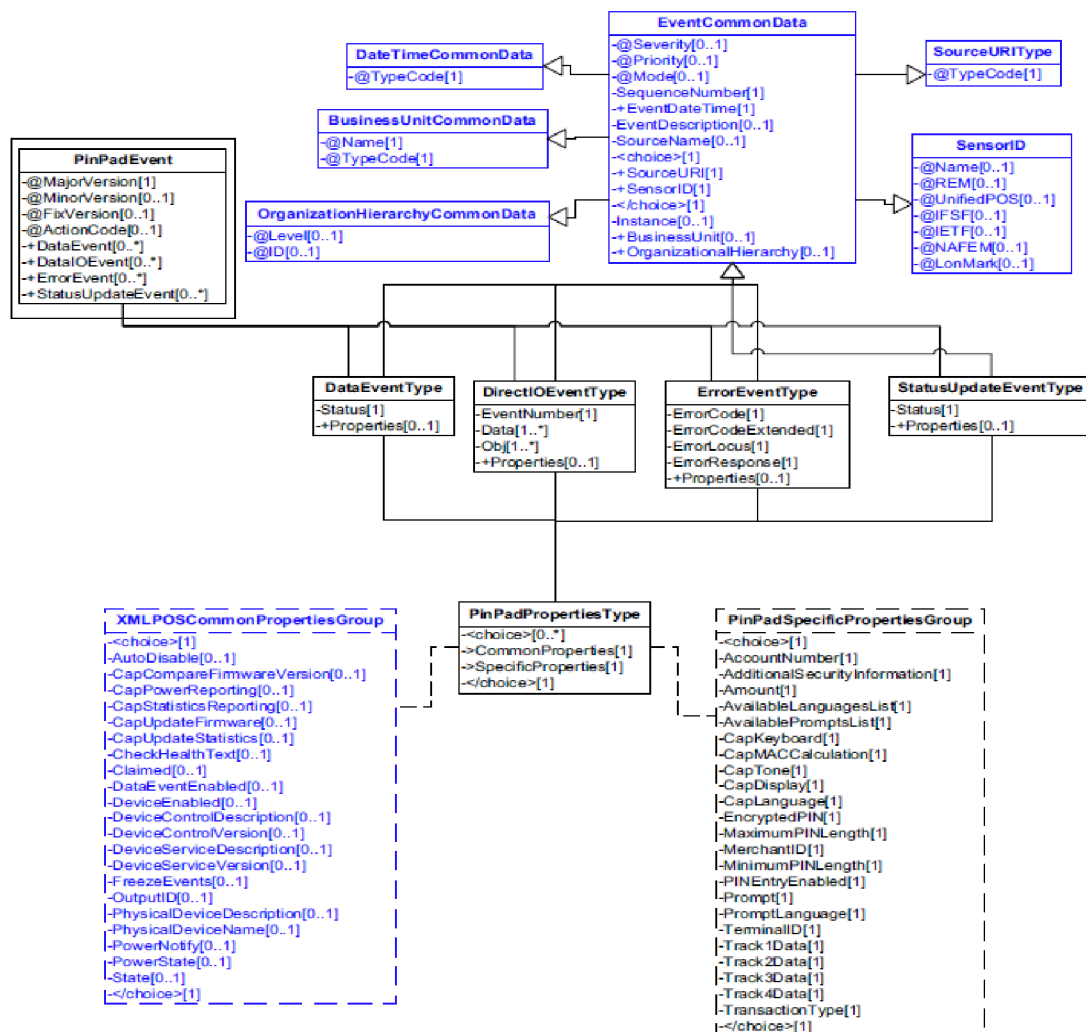 EventCommonData
-@Severity[0..1]
-@Priority[0..1]
-@Mode[0..1]
-SequenceNumber[1]
-+EventDateTime[1]
-EventDescription[0..1]
-SourceName[0..1]
-<choice>[1]
-+SourceURI[1]
-+SensorID[1]
-</choice>[1]
-Instance[0..1]
-+BusinessUnit[0..1]
-+OrganizationalHierarchy[0..1]
DateTimeCommonData
-@TypeCode[1]
SourceURIType
-@TypeCode[1]
BusinessUnitCommonData
-@Name[1]
-@TypeCode[1]
SensorID
-@Name[0..1]
-@REM[0..1]
-@UnifiedPOS[0..1]
-@IFSF[0..1]
-@IETF[0..1]
-@NAFEM[0..1]
-@LonMark[0..1]
PinPadEvent
-@MajorVersion[1]
-@MinorVersion[0..1]
-@FixVersion[0..1]
-@ActionCode[0..1]
-+DataEvent[0..*]
-+DataIOEvent[0..*]
-+ErrorEvent[0..*]
-+StatusUpdateEvent[0..*]
OrganizationHierarchyCommonData
-@Level[0..1]
-@ID[0..1]
DataEventType
-Status[1]
-+Properties[0..1]
DirectIOEventType
-EventNumber[1]
-Data[1..*]
-Obj[1..*]
-+Properties[0..1]
ErrorEventType
-ErrorCode[1]
-ErrorCodeExtended[1]
-ErrorLocus[1]
-ErrorResponse[1]
-+Properties[0..1]
StatusUpdateEventType
-Status[1]
-+Properties[0..1]
XMLPOSCommonPropertiesGroup
-<choice>[1]
-AutoDisable[0..1]
-CapCompareFirmwareVersion[0..1]
-CapPowerReporting[0..1]
-CapStatisticsReporting[0..1]
-CapUpdateFirmware[0..1]
-CapUpdateStatistics[0..1]
-CheckHealthText[0..1]
-Claimed[0..1]
-DataEventEnabled[0..1]
-DeviceEnabled[0..1]
-DeviceControlDescription[0..1]
-DeviceControlVersion[0..1]
-DeviceServiceDescription[0..1]
-DeviceServiceVersion[0..1]
-FreezeEvents[0..1]
-OutputID[0..1]
-PhysicalDeviceDescription[0..1]
-PhysicalDeviceName[0..1]
-PowerNotify[0..1]
-PowerState[0..1]
-State[0..1]
-</choice>[1]
PinPadPropertiesType
-<choice>[0..*]
->CommonProperties[1]
->SpecificProperties[1]
-</choice>[1]
PinPadSpecificPropertiesGroup
-<choice>[1]
-AccountNumber[1]
-AdditionalSecurityInformation[1]
-Amount[1]
-AvailableLanguagesList[1]
-AvailablePromptsList[1]
-CapKeyboard[1]
-CapMACCalculation[1]
-CapTone[1]
-CapDisplay[1]
-CapLanguage[1]
-EncryptedPIN[1]
-MaximumPINLength[1]
-MerchantID[1]
-MinimumPINLength[1]
-PINEntryEnabled[1]
-Prompt[1]
-PromptLanguage[1]
-TerminalID[1]
-Track1Data[1]
-Track2Data[1]
-Track3Data[1]
-Track4Data[1]
-TransactionType[1]
-</choice>[1]